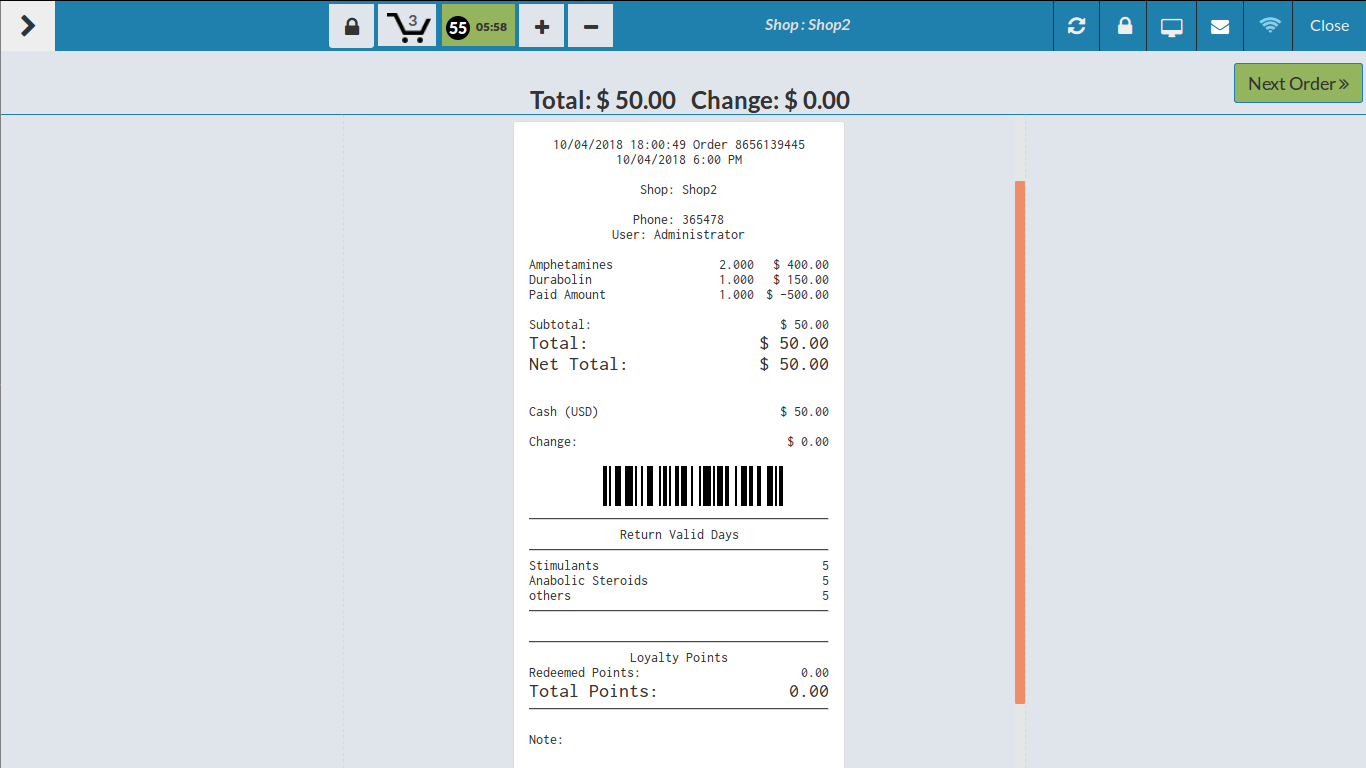 3
55 05:58
Shop : Shop2
Close
Next Order
Total: $ 50.00 Change: $ 0.00
10/04/2018 18:00:49 Order 8656139445
10/04/2018 6:00 PM
Shop: Shop2
Phone: 365478
User: Administrator
Amphetamines 2.000 $ 400.00
Durabolin 1.000 $ 150.00
Paid Amount 1.000 $ -500.00
Subtotal: $ 50.00
Total: $ 50.00
Net Total: $ 50.00
Cash (USD) $ 50.00
Change: $ 0.00
Return Valid Days
Stimulants 5
Anabolic Steroids 5
others 5
Loyalty Points
Redeemed Points: 0.00
Total Points: 0.00
Note: